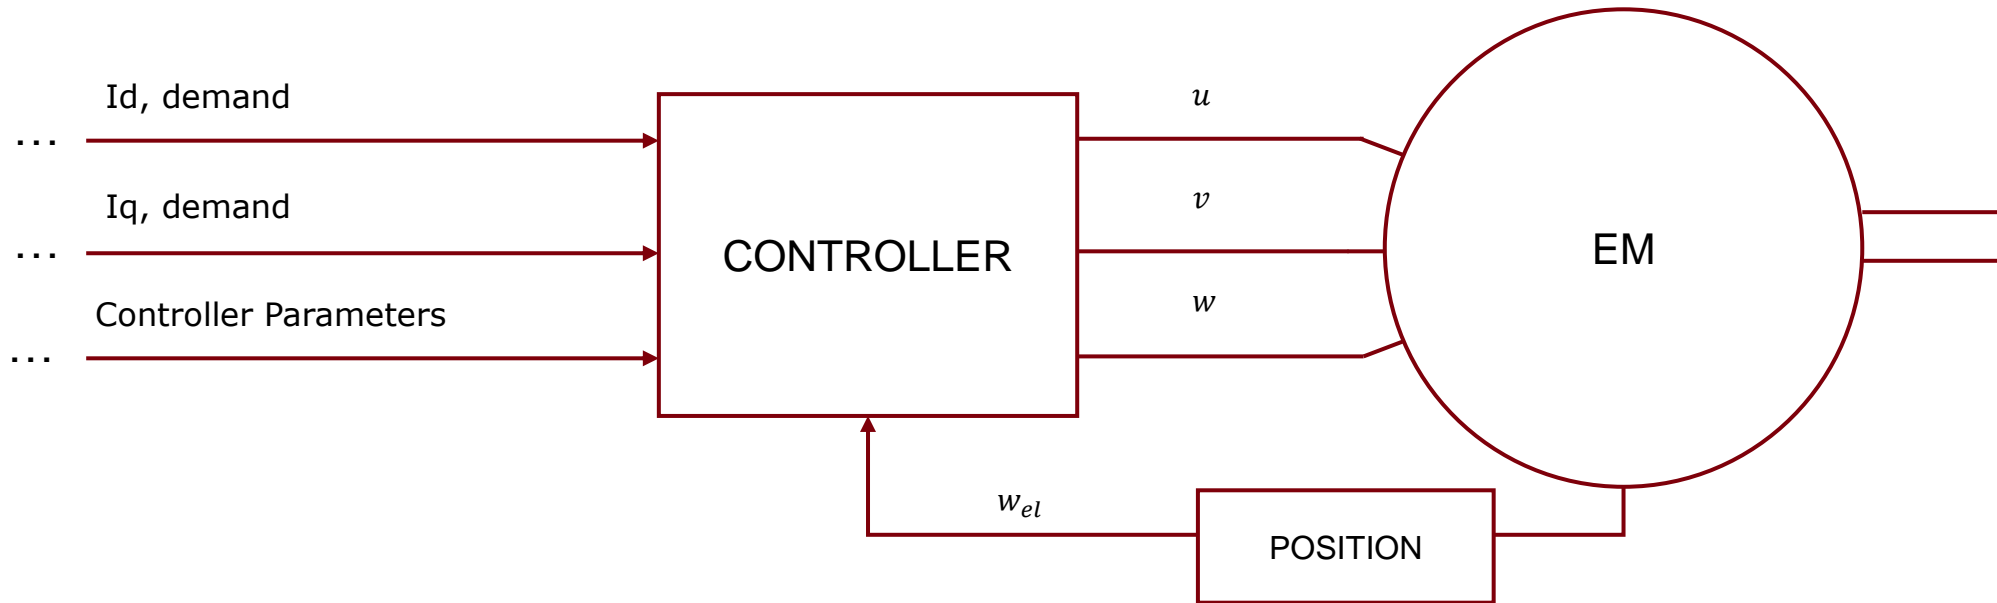 Id, demand
u
...
Iq, demand
v
...
CONTROLLER
EM
Controller Parameters
w
...
w_el
POSITION